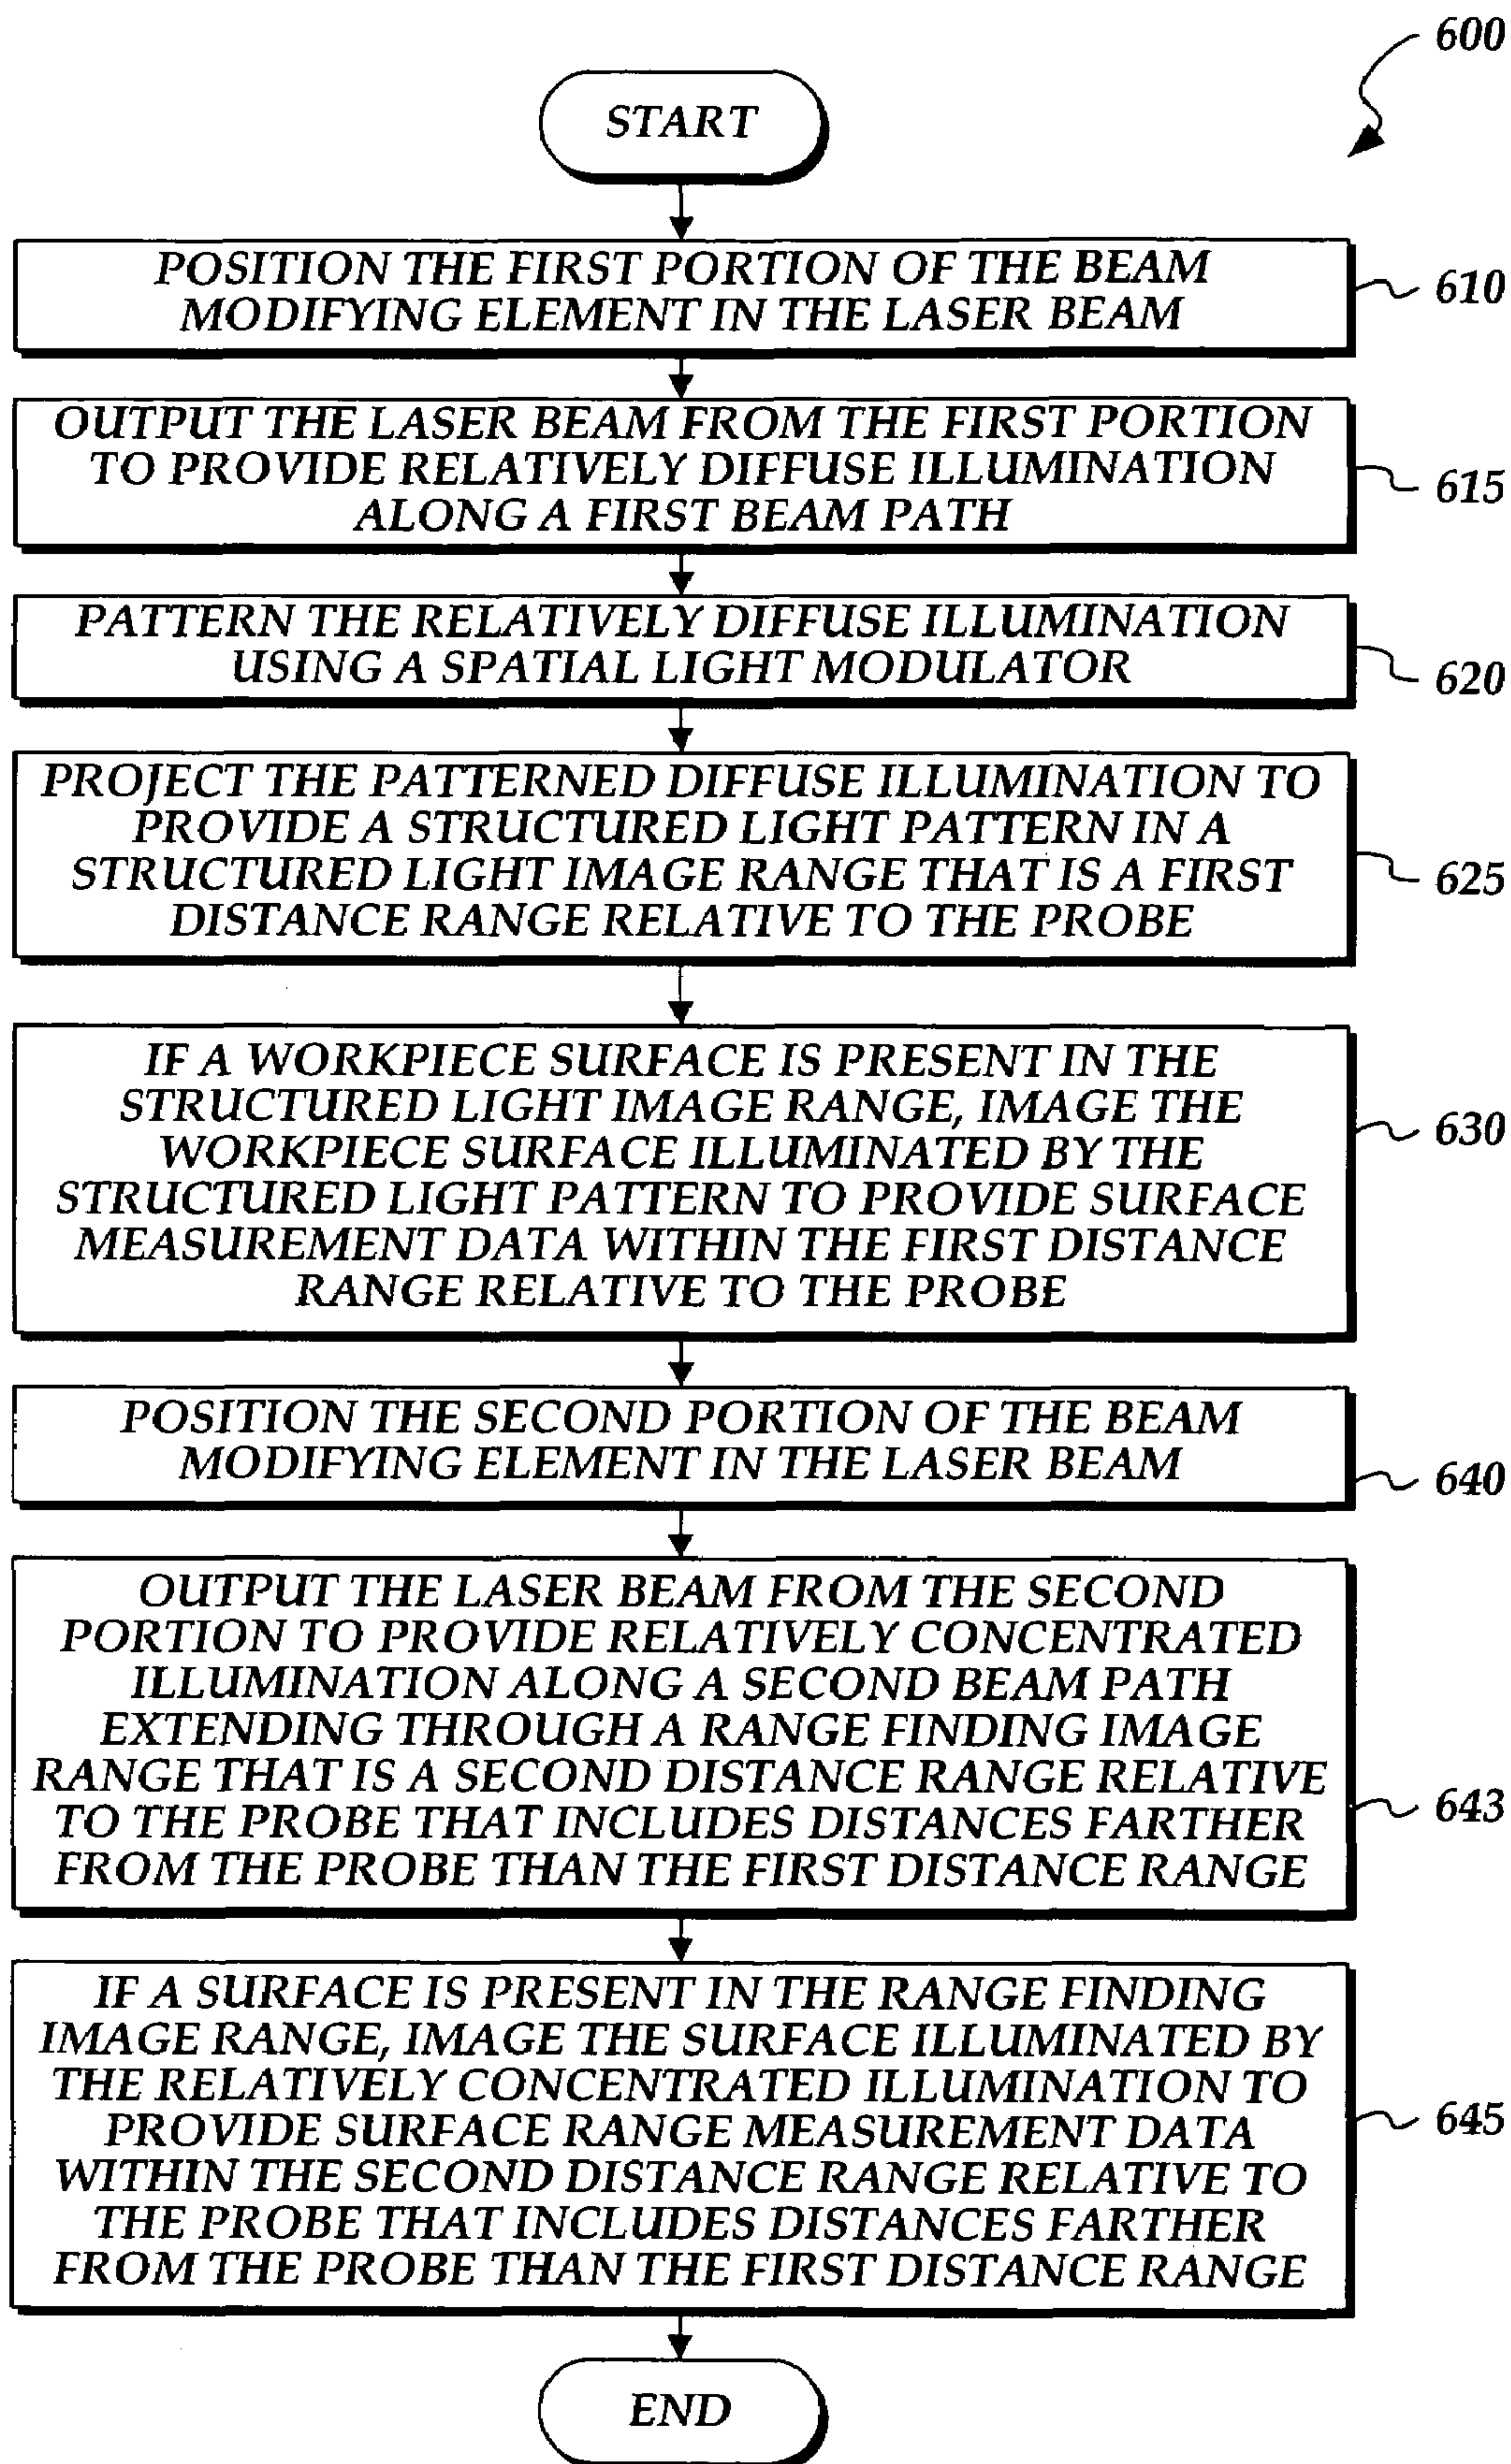 600
START
POSITION THE FIRST PORTION OF THE BEAM
MODIFYING ELEMENT IN THE LASER BEAM
610
OUTPUT THE LASER BEAM FROM THE FIRST PORTION
TO PROVIDE RELATIVELY DIFFUSE ILLUMINATION
ALONG A FIRST BEAM PATH
615
PATTERN THE RELATIVELY DIFFUSE ILLUMINATION
USING A SPATIAL LIGHT MODULATOR
620
PROJECT THE PATTERNED DIFFUSE ILLUMINATION TO
PROVIDE A STRUCTURED LIGHT PATTERN IN A
STRUCTURED LIGHT IMAGE RANGE THAT IS A FIRST
DISTANCE RANGE RELATIVE TO THE PROBE
625
IF A WORKPIECE SURFACE IS PRESENT IN THE
STRUCTURED LIGHT IMAGE RANGE, IMAGE THE
WORKPIECE SURFACE ILLUMINATED BY THE
STRUCTURED LIGHT PATTERN TO PROVIDE SURFACE
MEASUREMENT DATA WITHIN THE FIRST DISTANCE
RANGE RELATIVE TO THE PROBE
630
POSITION THE SECOND PORTION OF THE BEAM
MODIFYING ELEMENT IN THE LASER BEAM
640
OUTPUT THE LASER BEAM FROM THE SECOND
PORTION TO PROVIDE RELATIVELY CONCENTRATED
ILLUMINATION ALONG A SECOND BEAM PATH
EXTENDING THROUGH A RANGE FINDING IMAGE
RANGE THAT IS A SECOND DISTANCE RANGE RELATIVE
TO THE PROBE THAT INCLUDES DISTANCES FARTHER
FROM THE PROBE THAN THE FIRST DISTANCE RANGE
643
IF A SURFACE IS PRESENT IN THE RANGE FINDING
IMAGE RANGE, IMAGE THE SURFACE ILLUMINATED BY
THE RELATIVELY CONCENTRATED ILLUMINATION TO
PROVIDE SURFACE RANGE MEASUREMENT DATA
WITHIN THE SECOND DISTANCE RANGE RELATIVE TO
THE PROBE THAT INCLUDES DISTANCES FARTHER
FROM THE PROBE THAN THE FIRST DISTANCE RANGE
645
END